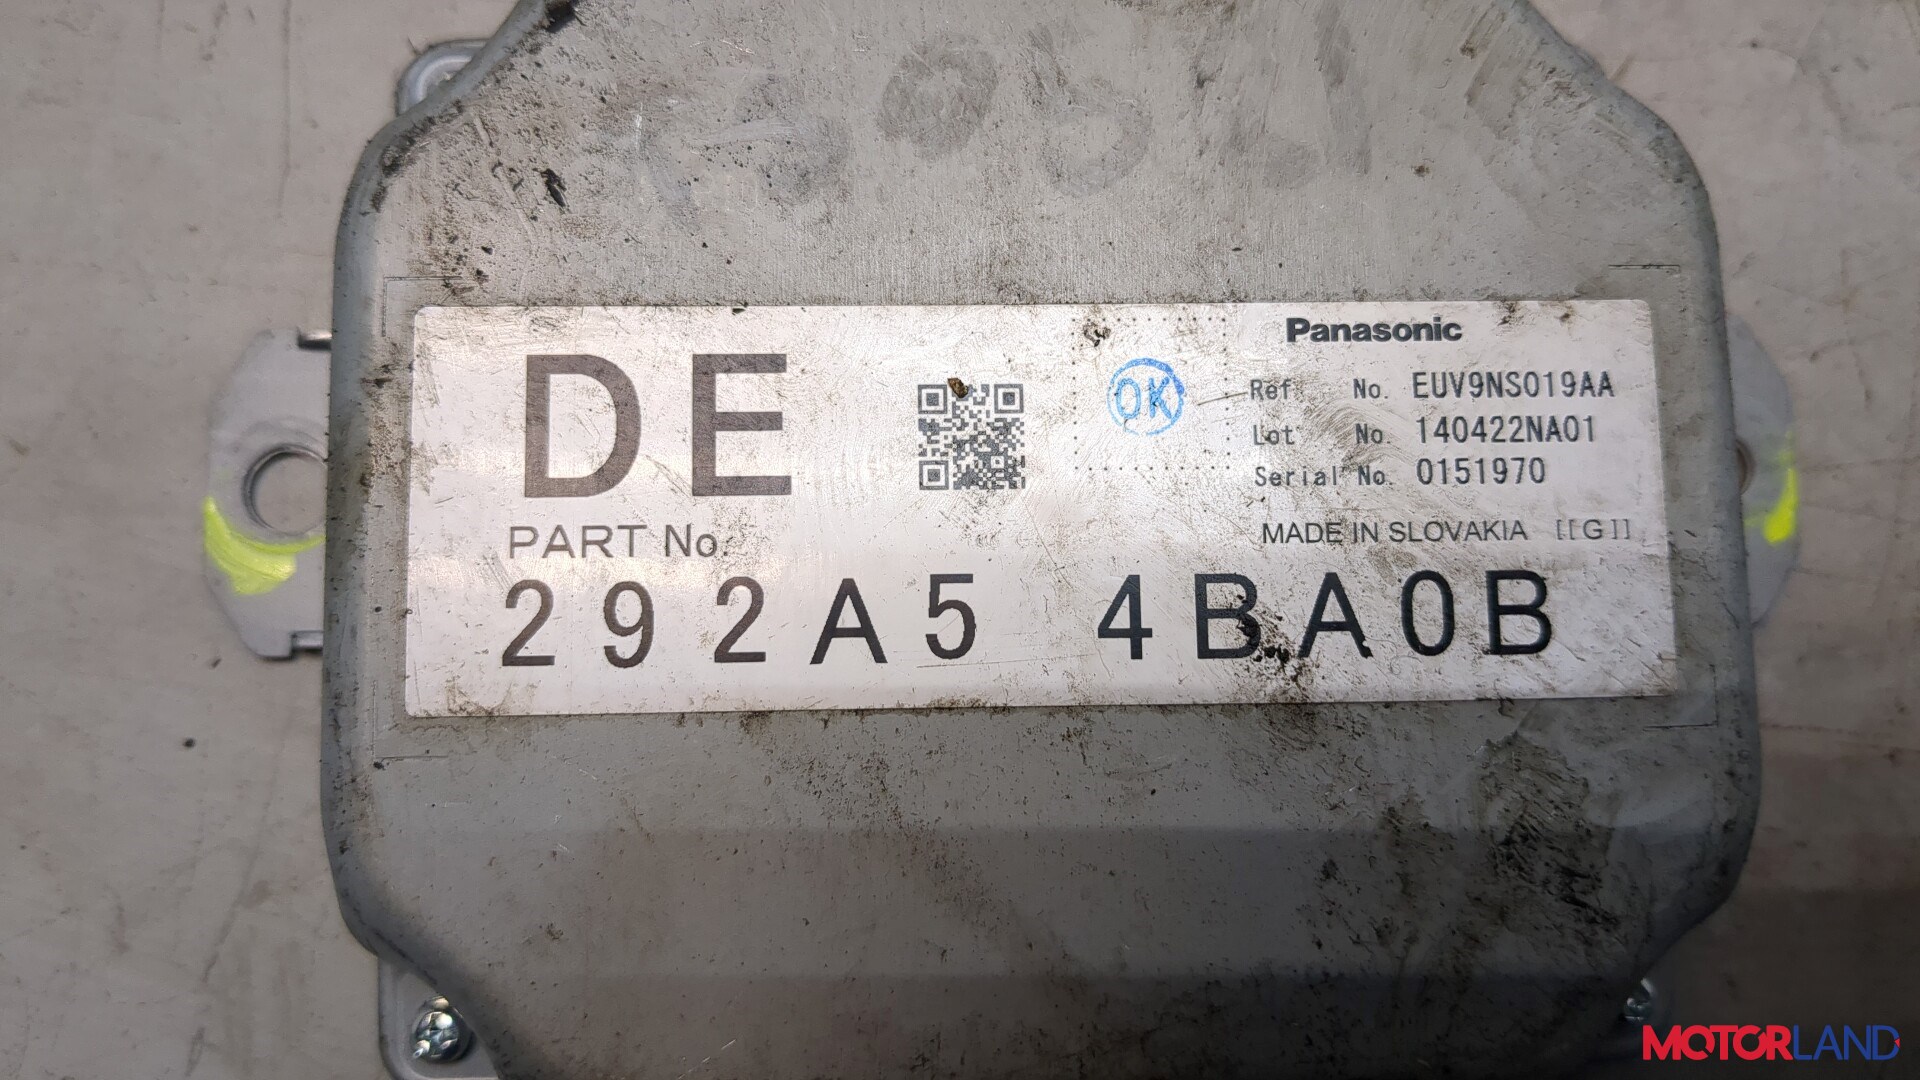 DE
PART No.
292A5 4BA0B
OK
Panasonic
Ref No. EUV9NS019AA
Lot No. 140422NA01
Serial No. 0151970
MADE IN SLOVAKIA [[G]]
MOTORLAND